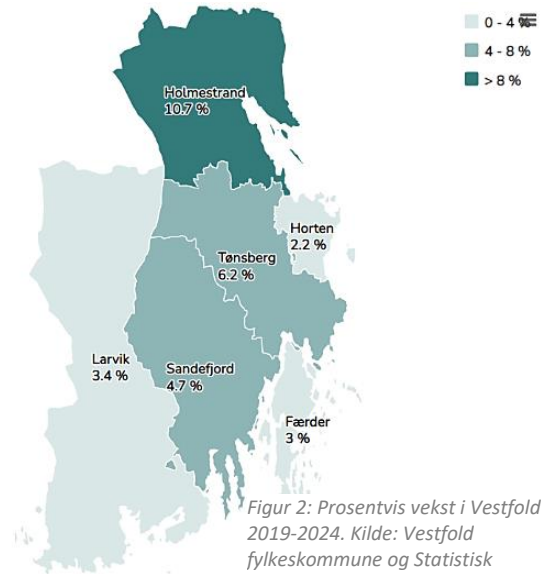 0 - 4 %
4 - 8 %
> 8 %
Holmestrand
10.7 %
Horten
2.2 %
Tønsberg
6.2 %
Larvik
3.4 %
Sandefjord
4.7 %
Færder
3 %
Figur 2: Prosentvis vekst i Vestfold
2019-2024. Kilde: Vestfold
fylkeskommune og Statistisk